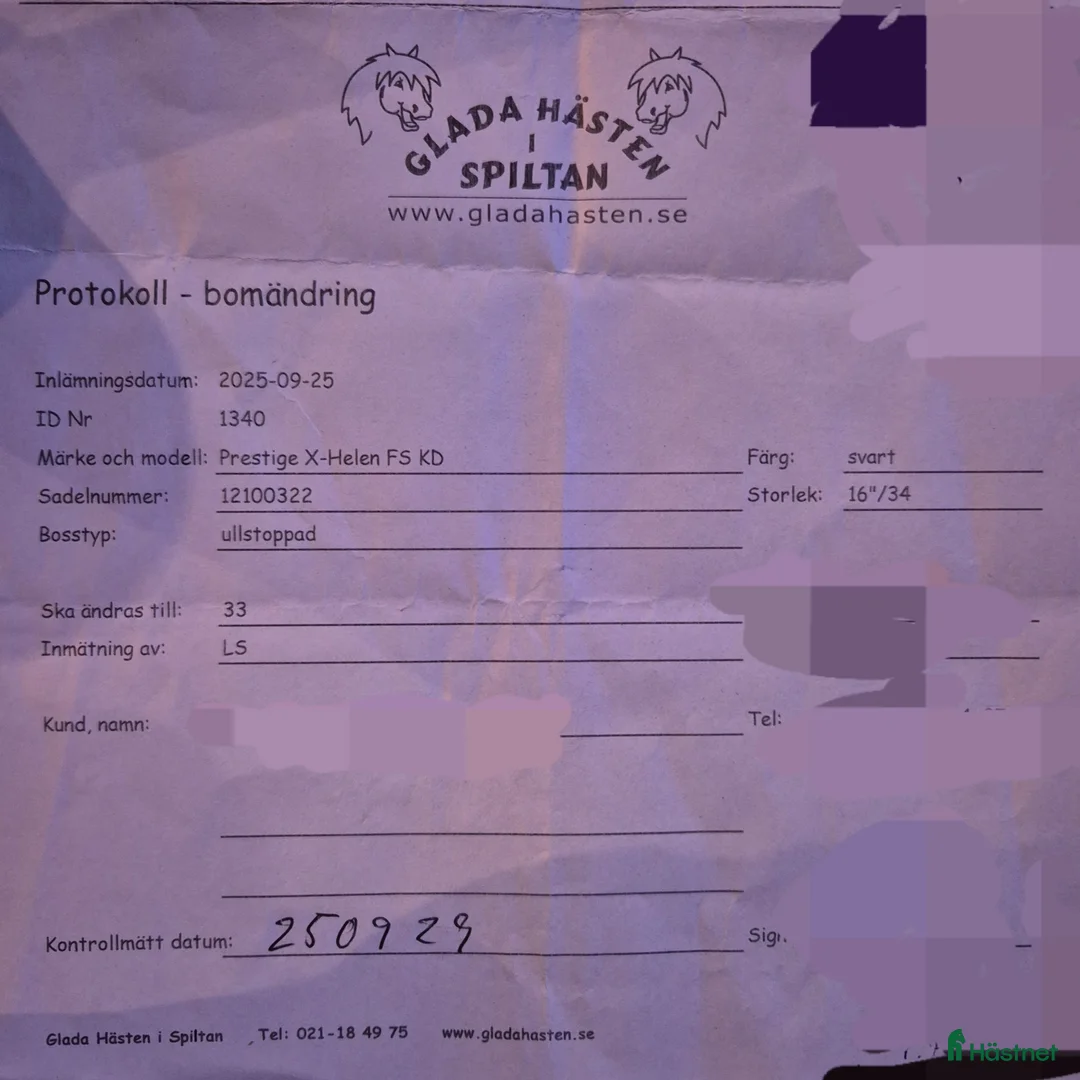 GLADA HÄSTEN
I
SPILTAN
www.gladahasten.se
Protokoll - bomändring
Inlämningsdatum: 2025-09-25
ID Nr 1340
Märke och modell: Prestige X-Helen FS KD Färg: svart
Sadelnummer: 12100322 Storlek: 16"/34
Bosstyp: ullstoppad
Ska ändras till: 33
Inmätning av: LS
Kund, namn: Tel:
Kontrollmätt datum: 250929 Sign.
Glada Hästen i Spiltan Tel: 021-18 49 75 www.gladahasten.se
Hästnet